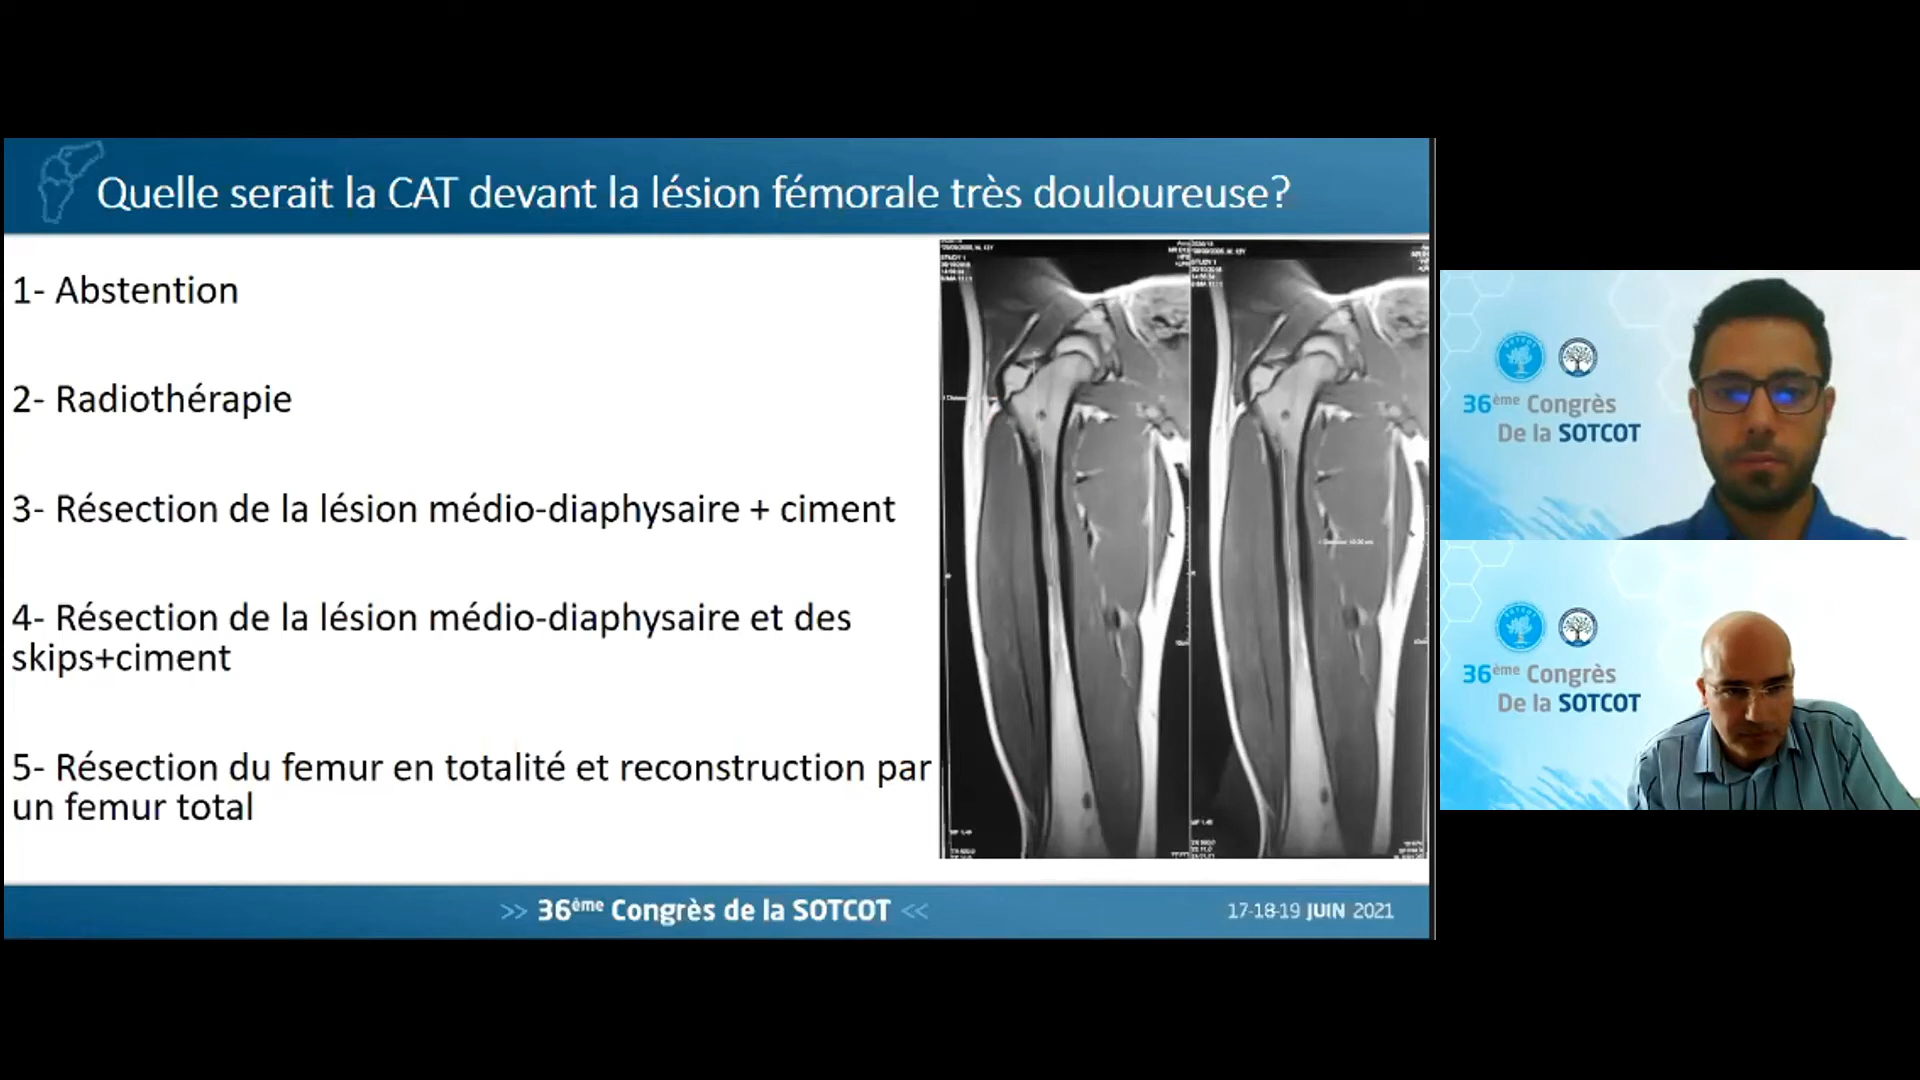 Quelle serait la CAT devant la lésion fémorale très douloureuse?
1- Abstention
2- Radiothérapie
3- Résection de la lésion médio-diaphysaire + ciment
4- Résection de la lésion médio-diaphysaire et des
skips+ciment
5- Résection du femur en totalité et reconstruction par
un femur total
>> 36ème Congrès de la SOTCOT <<
17-18-19 JUIN 2021
36ème Congrès
De la SOTCOT
36ème Congrès
De la SOTCOT